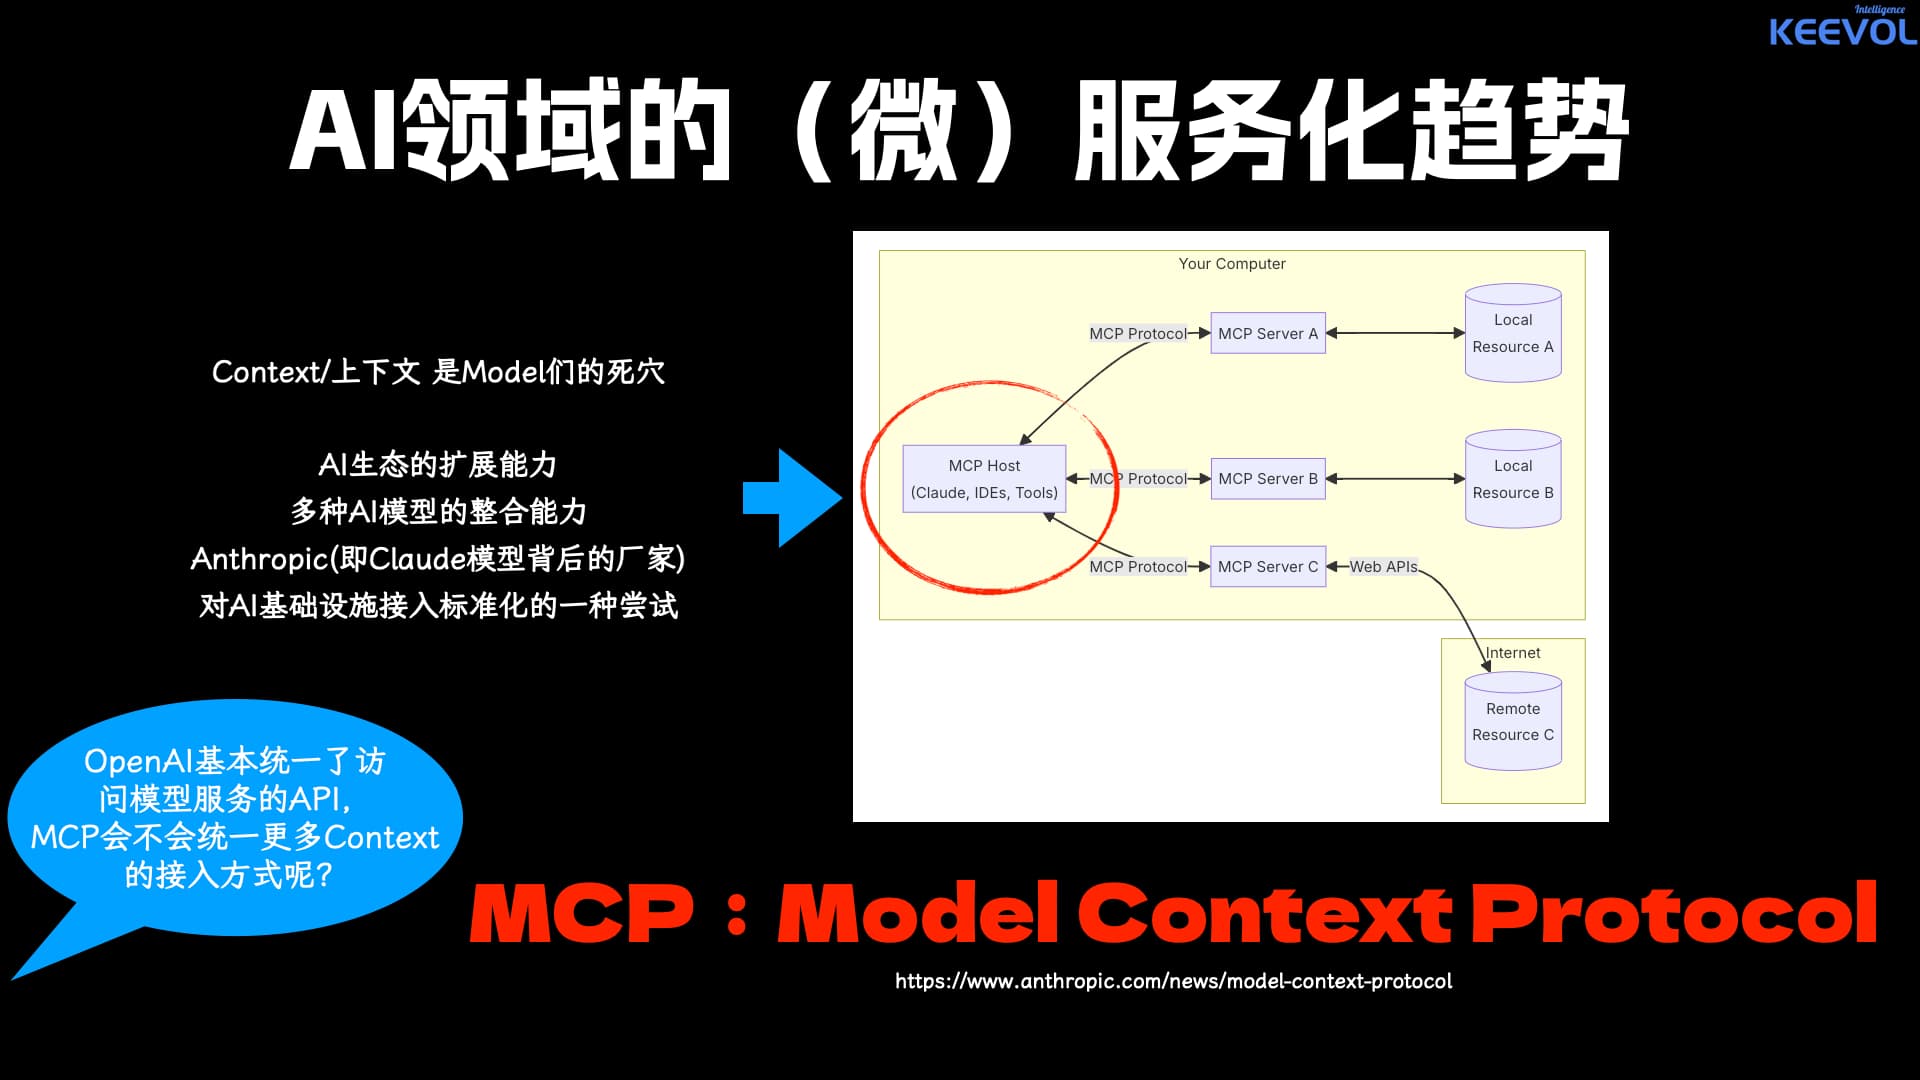 Intelligence
KEEVOL
AI领域的（微）服务化趋势
Context/上下文 是Model们的死穴
AI生态的扩展能力
多种AI模型的整合能力
Anthropic(即Claude模型背后的厂家)
对AI基础设施接入标准化的一种尝试
Your Computer
MCP Protocol
MCP Server A
Local
Resource A
MCP Host
(Claude, IDEs, Tools)
MCP Protocol
MCP Server B
Local
Resource B
MCP Protocol
MCP Server C
Web APIs
Internet
Remote
Resource C
OpenAI基本统一了访
问模型服务的API,
MCP会不会统一更多Context
的接入方式呢?
MCP：Model Context Protocol
https://www.anthropic.com/news/model-context-protocol